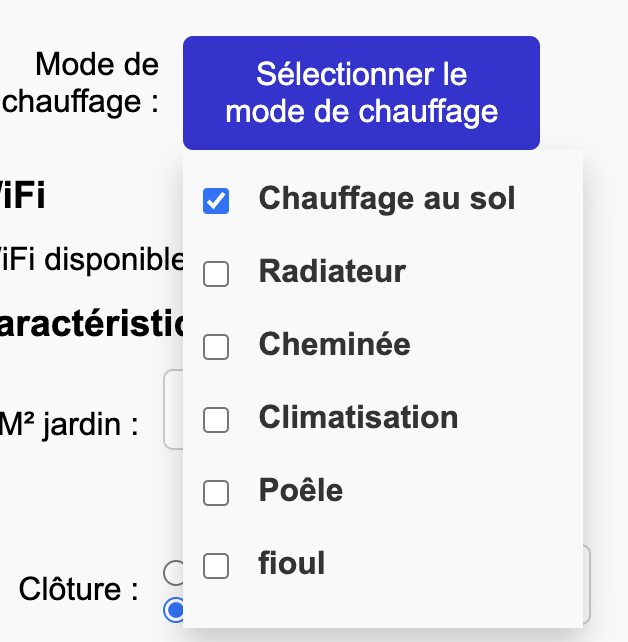 Mode de
chauffage :
Sélectionner le
mode de chauffage
Chauffage au sol
Radiateur
Cheminée
Climatisation
Poêle
fioul
iFi
iFi disponible
aractéristic
M² jardin :
Clôture :